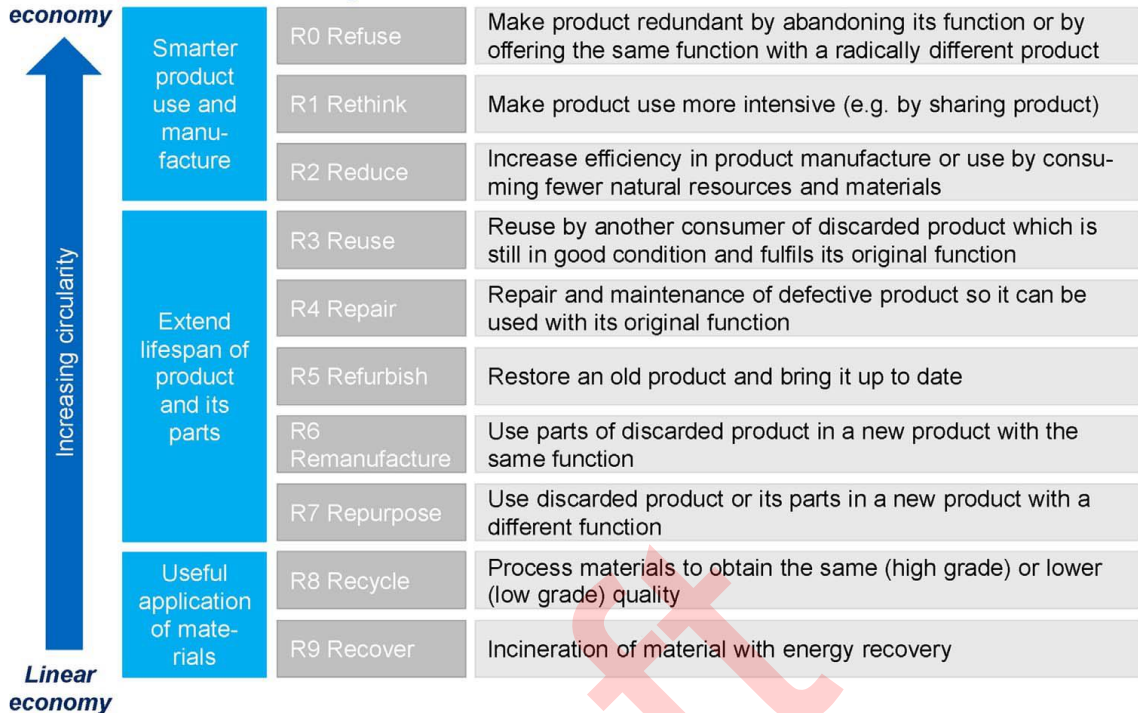 economy
Smarter
product
use and
manu-
facture
R0 Refuse
Make product redundant by abandoning its function or by
offering the same function with a radically different product
R1 Rethink
Make product use more intensive (e.g. by sharing product)
R2 Reduce
Increase efficiency in product manufacture or use by consu-
ming fewer natural resources and materials
Increasing circularity
Extend
lifespan of
product
and its
parts
R3 Reuse
Reuse by another consumer of discarded product which is
still in good condition and fulfils its original function
R4 Repair
Repair and maintenance of defective product so it can be
used with its original function
R5 Refurbish
Restore an old product and bring it up to date
R6
Remanufacture
Use parts of discarded product in a new product with the
same function
R7 Repurpose
Use discarded product or its parts in a new product with a
different function
Useful
application
of mate-
rials
R8 Recycle
Process materials to obtain the same (high grade) or lower
(low grade) quality
R9 Recover
Incineration of material with energy recovery
Linear
economy
ft